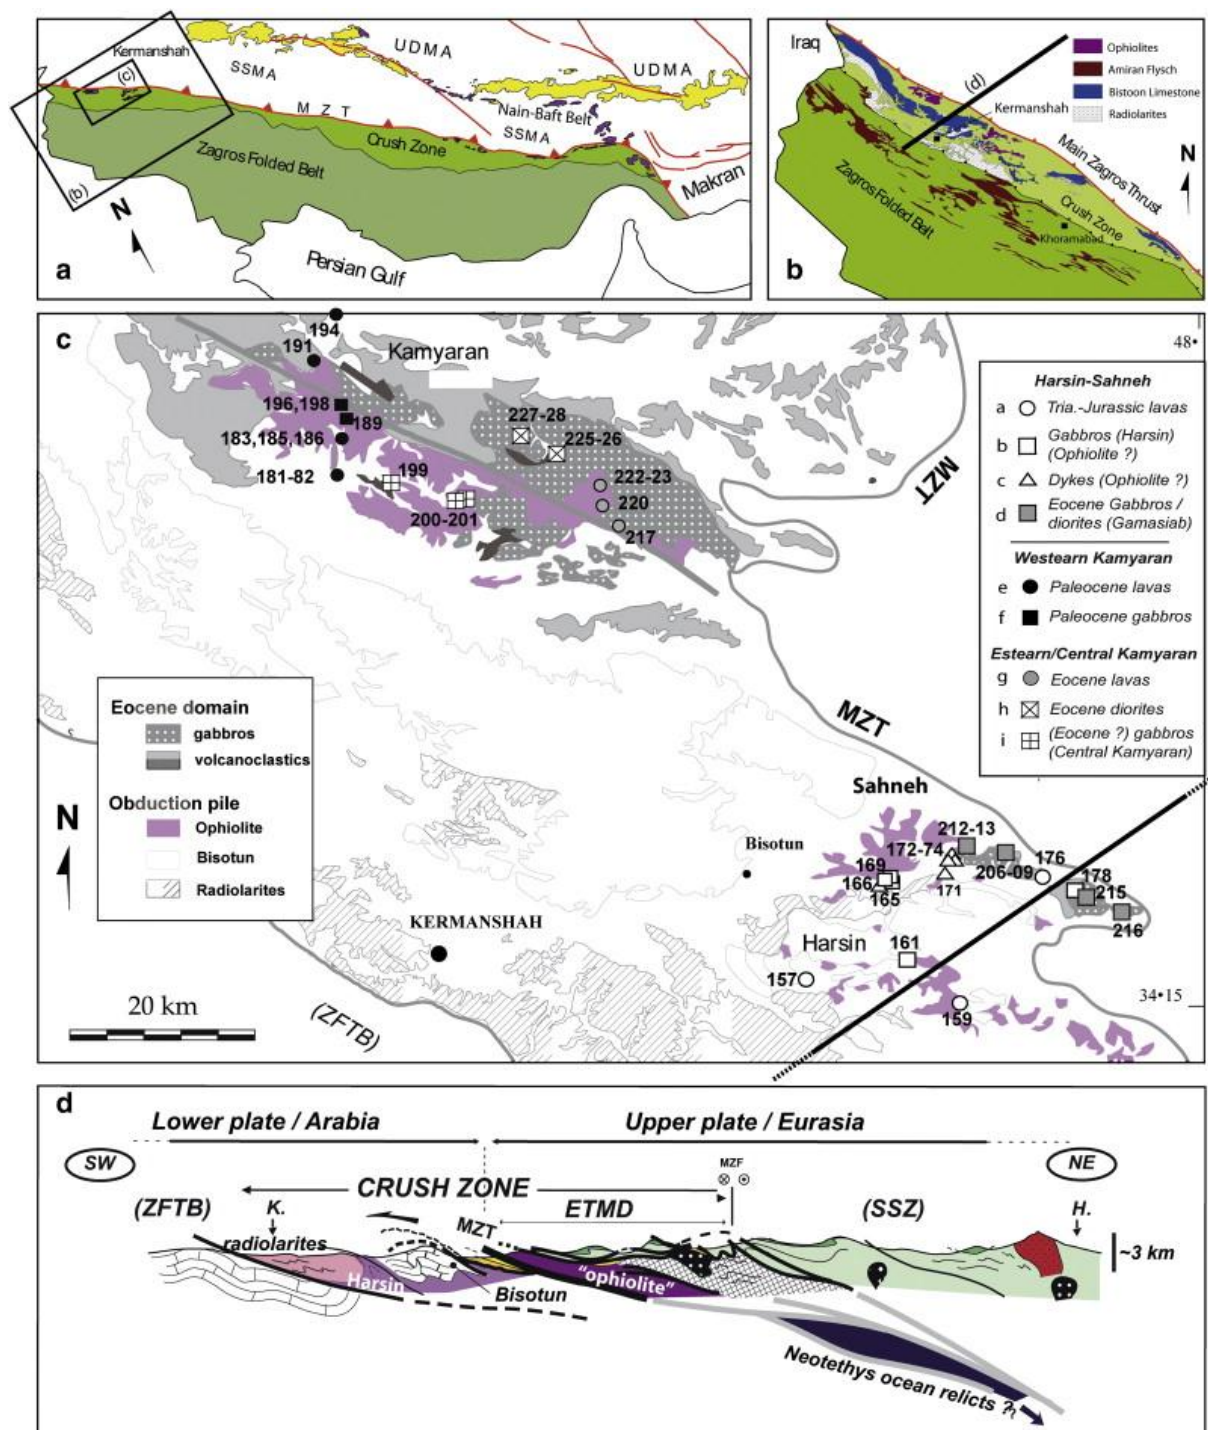 Kermanshah
(c)
UDMA
SSMA
UDMA
M Z T
Nain-Baft Belt
SSMA
Crush Zone
Zagros Folded Belt
Makran
(b)
N
Persian Gulf
a
Iraq
(d)
Ophiolites
Amiran Flysch
Bistoon Limestone
Radiolarites
Kermanshah
Main Zagros Thrust
N
Zagros Folded Belt
Crush Zone
Khoramabad
b
c
194
191
Kamyaran
196,198
189
183,185,186
181-82
199
200-201
227-28
225-26
222-23
220
217
MZT
48•
Harsin-Sahneh
a Tria.-Jurassic lavas
b Gabbros (Harsin)
(Ophiolite ?)
c Dykes (Ophiolite ?)
d Eocene Gabbros /
diorites (Gamasiab)
Westearn Kamyaran
e Paleocene lavas
f Paleocene gabbros
Estearn/Central Kamyaran
g Eocene lavas
h Eocene diorites
i (Eocene ?) gabbros
(Central Kamyaran)
Eocene domain
gabbros
volcanoclastics
Obduction pile
Ophiolite
Bisotun
Radiolarites
N
MZT
Sahneh
212-13
172-74
Bisotun
169
166
165
171
206-09
176
178
215
216
KERMANSHAH
Harsin
161
157
159
34•15
20 km
(ZFTB)
d
Lower plate / Arabia
Upper plate / Eurasia
SW
NE
MZF
CRUSH ZONE
(ZFTB)
K.
ETMD
(SSZ)
H.
MZT
radiolarites
~3 km
Harsin
"ophiolite"
Bisotun
Neotethys ocean relicts ?